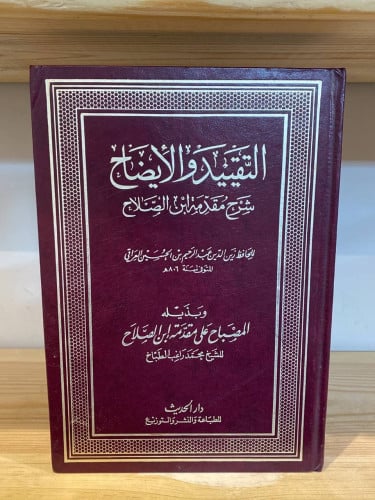 التقييد والإيضاح
شرح مقدمة ابن الصلاح
للحافظ زين الدين عبد الرحيم بن الحسين العراقي
المتوفى سنة ٨٠٦ هـ
وبذيله
المصباح على مقدمة ابن الصلاح
للشيخ محمد راغب الطباخ
دار الحديث
للطباعة والنشر والتوزيع